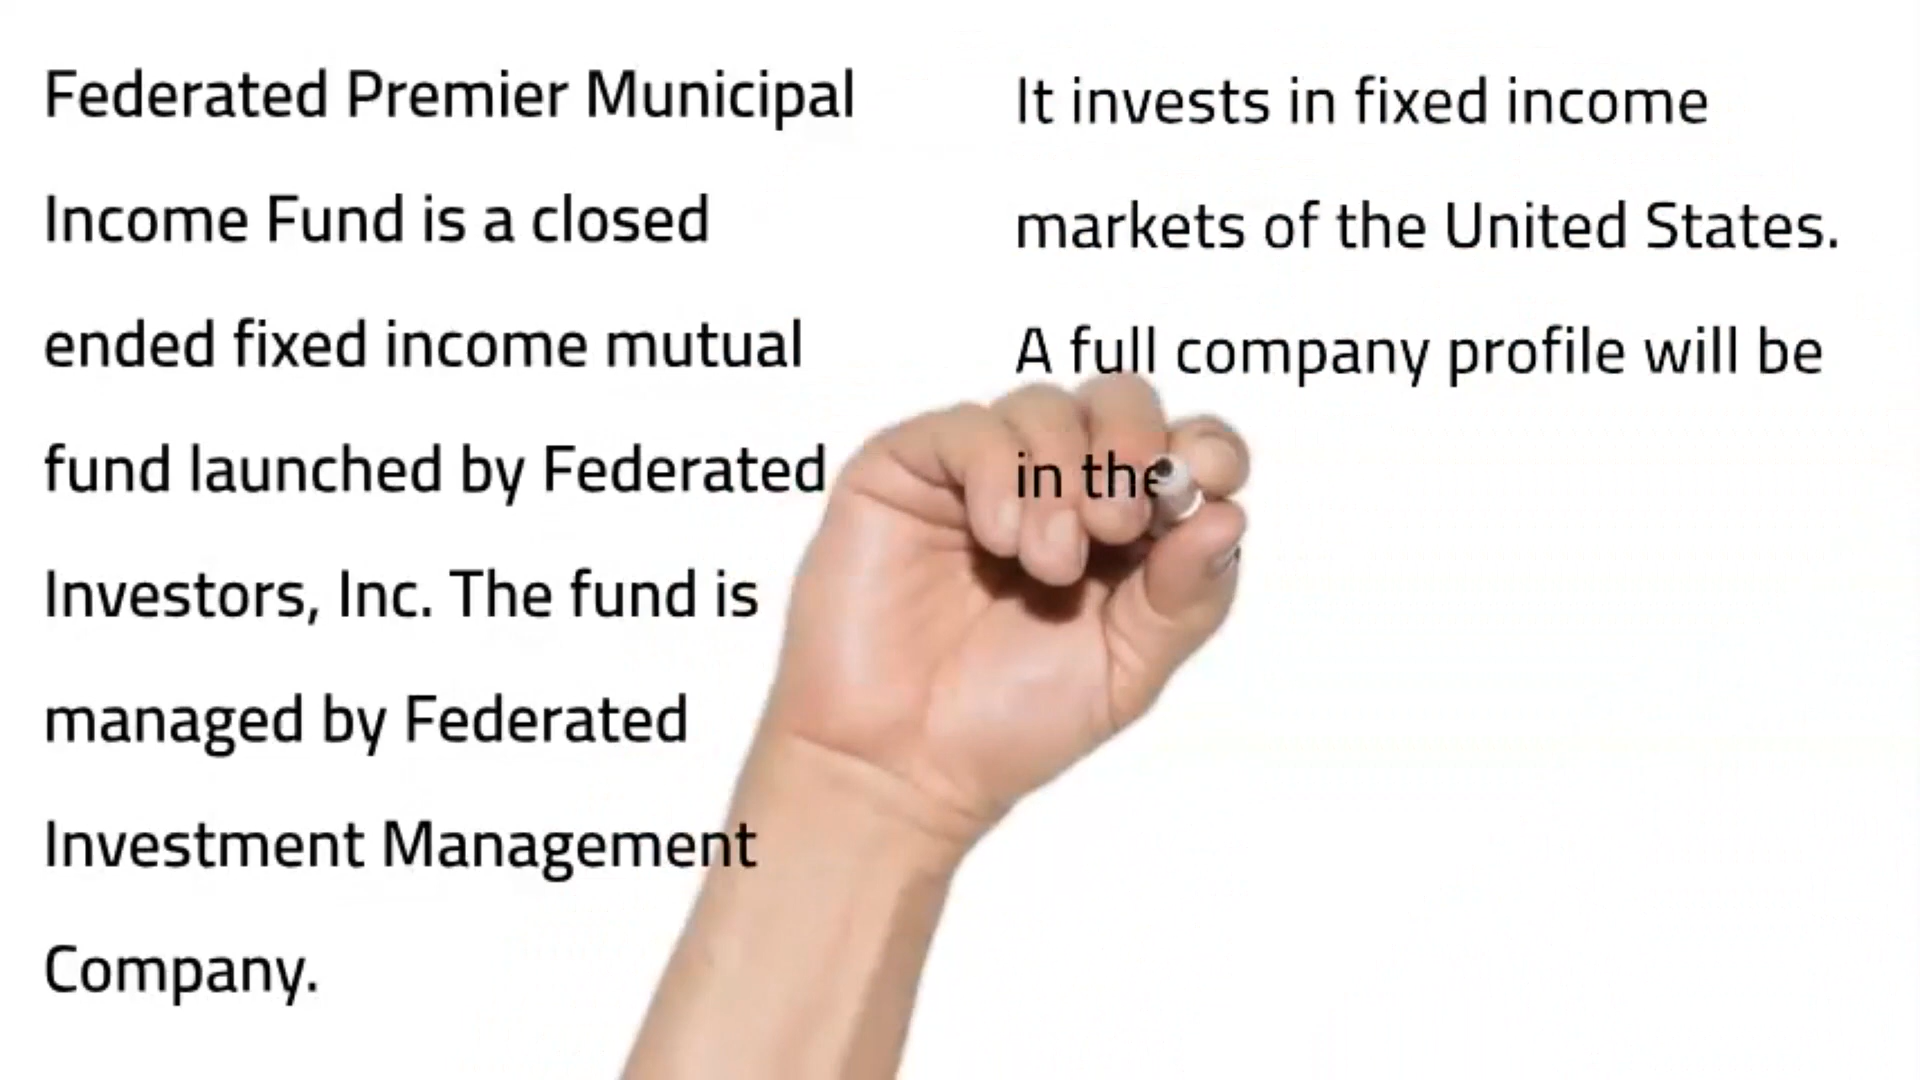 Federated Premier Municipal
Income Fund is a closed
ended fixed income mutual
fund launched by Federated
Investors, Inc. The fund is
managed by Federated
Investment Management
Company.
It invests in fixed income
markets of the United States.
A full company profile will be
in the